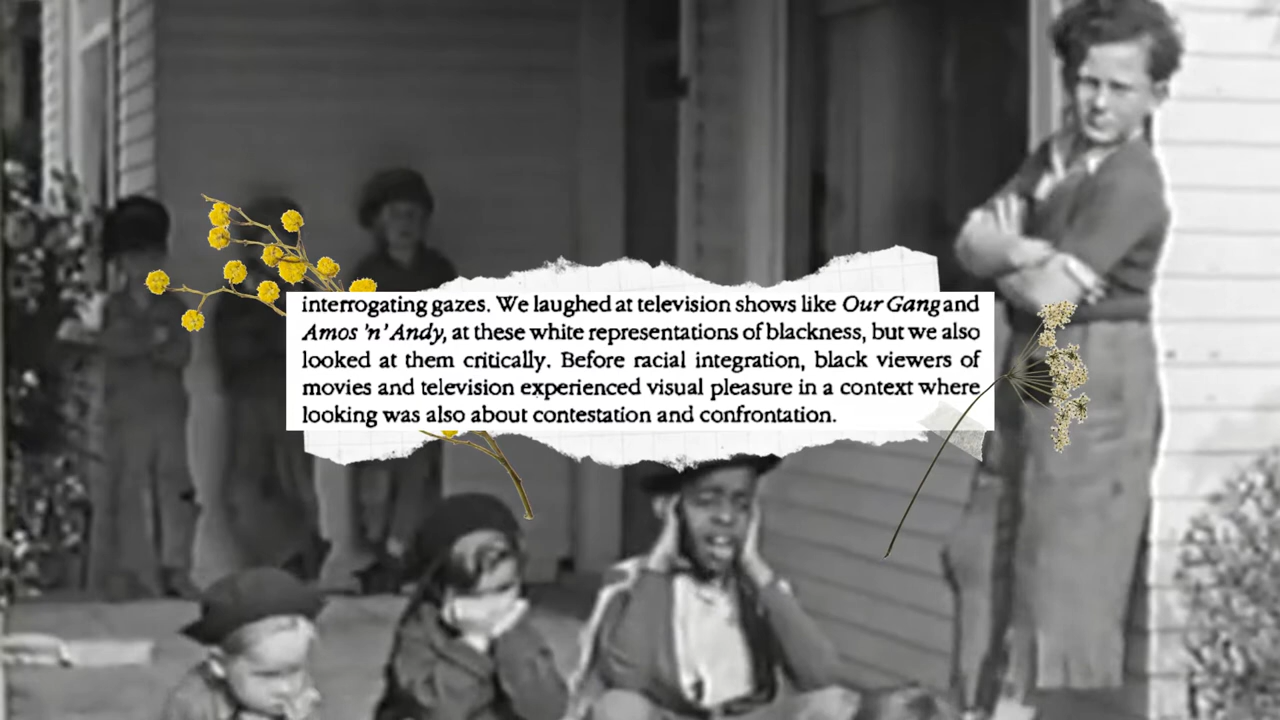 interrogating gazes. We laughed at television shows like Our Gang and
Amos 'n' Andy, at these white representations of blackness, but we also
looked at them critically. Before racial integration, black viewers of
movies and television experienced visual pleasure in a context where
looking was also about contestation and confrontation.